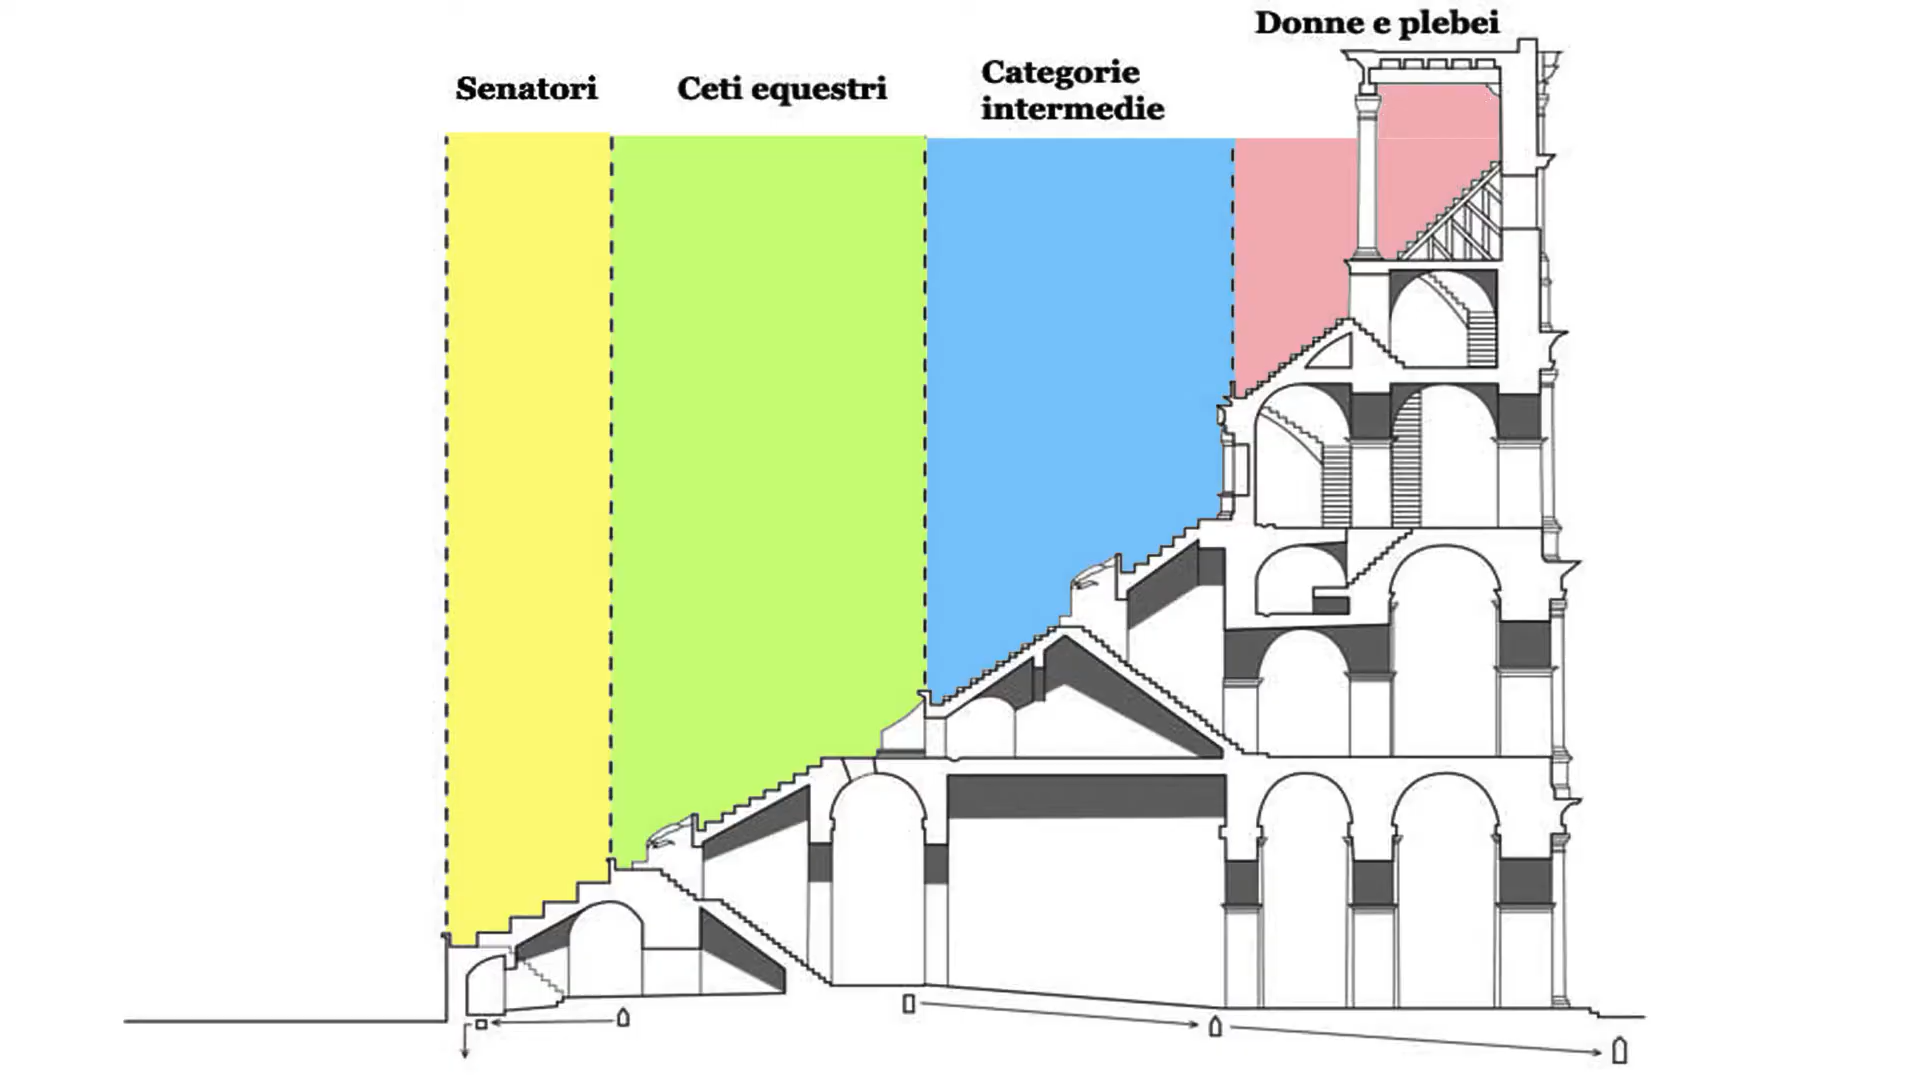 Donne e plebei
Senatori
Ceti equestri
Categorie
intermedie